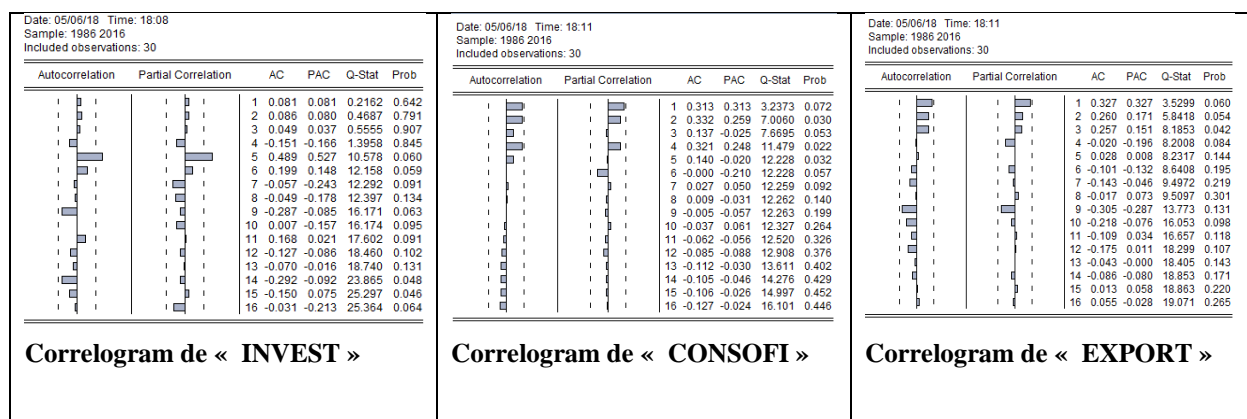 Date: 05/06/18 Time: 18:08
Sample: 1986 2016
Included observations: 30
Autocorrelation Partial Correlation AC PAC Q-Stat Prob
1 0.081 0.081 0.2162 0.642
2 0.086 0.080 0.4687 0.791
3 0.049 0.037 0.5555 0.907
4 -0.151 -0.166 1.3958 0.845
5 0.489 0.527 10.578 0.060
6 0.199 0.148 12.158 0.059
7 -0.057 -0.243 12.292 0.091
8 -0.049 -0.178 12.397 0.134
9 -0.287 -0.085 16.171 0.063
10 0.007 -0.157 16.174 0.095
11 0.168 0.021 17.602 0.091
12 -0.127 -0.086 18.460 0.102
13 -0.070 -0.016 18.740 0.131
14 -0.292 -0.092 23.865 0.048
15 -0.150 0.075 25.297 0.046
16 -0.031 -0.213 25.364 0.064
Correlogram de « INVEST »
Date: 05/06/18 Time: 18:11
Sample: 1986 2016
Included observations: 30
Autocorrelation Partial Correlation AC PAC Q-Stat Prob
1 0.313 0.313 3.2373 0.072
2 0.332 0.259 7.0060 0.030
3 0.137 -0.025 7.6695 0.053
4 0.321 0.248 11.479 0.022
5 0.140 -0.020 12.228 0.032
6 -0.000 -0.210 12.228 0.057
7 0.027 0.050 12.259 0.092
8 0.009 -0.031 12.262 0.140
9 -0.005 -0.057 12.263 0.199
10 -0.037 0.061 12.327 0.264
11 -0.062 -0.056 12.520 0.326
12 -0.085 -0.088 12.908 0.376
13 -0.112 -0.030 13.611 0.402
14 -0.105 -0.046 14.276 0.429
15 -0.106 -0.026 14.997 0.452
16 -0.127 -0.024 16.101 0.446
Correlogram de « CONSOFI »
Date: 05/06/18 Time: 18:11
Sample: 1986 2016
Included observations: 30
Autocorrelation Partial Correlation AC PAC Q-Stat Prob
1 0.327 0.327 3.5299 0.060
2 0.260 0.171 5.8418 0.054
3 0.257 0.151 8.1853 0.042
4 -0.020 -0.196 8.2008 0.084
5 0.028 0.008 8.2317 0.144
6 -0.101 -0.132 8.6408 0.195
7 -0.143 -0.046 9.4972 0.219
8 -0.017 0.073 9.5097 0.301
9 -0.305 -0.287 13.773 0.131
10 -0.218 -0.076 16.053 0.098
11 -0.109 0.034 16.657 0.118
12 -0.175 0.011 18.299 0.107
13 -0.043 -0.000 18.405 0.143
14 -0.086 -0.080 18.853 0.171
15 0.013 0.058 18.863 0.220
16 0.055 -0.028 19.071 0.265
Correlogram de « EXPORT »